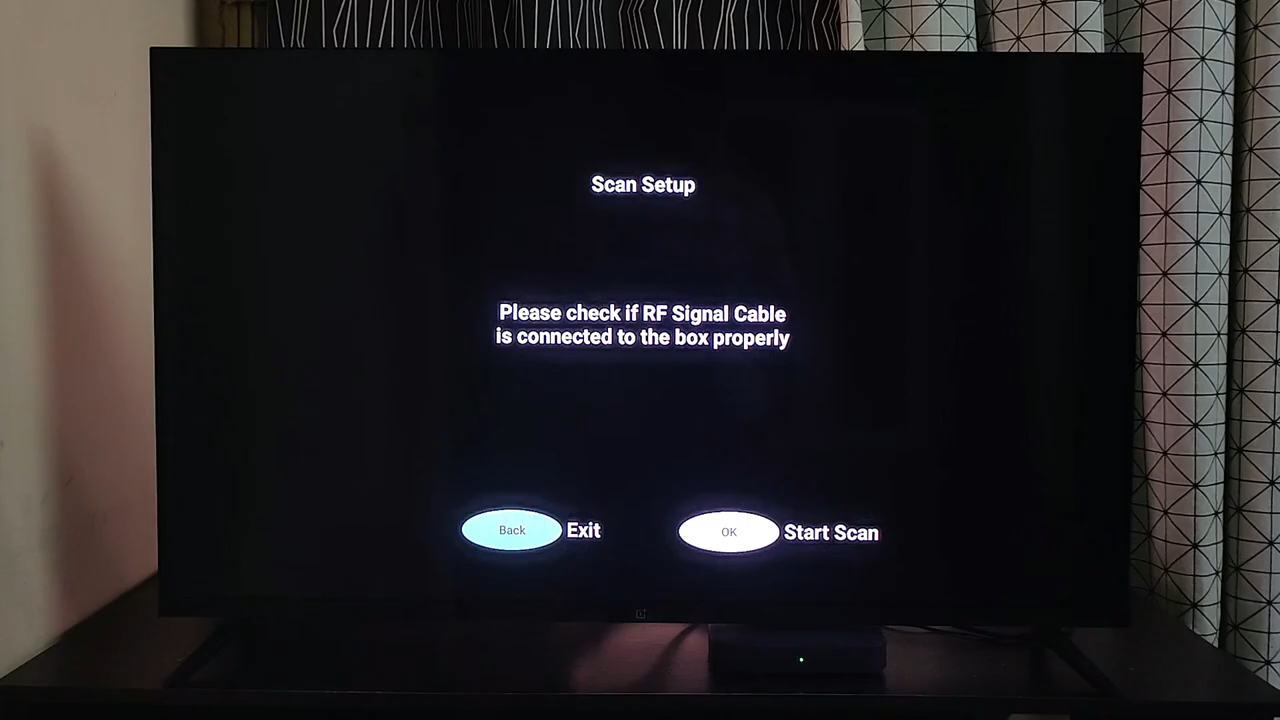 Scan Setup
Please check if RF Signal Cable
is connected to the box properly
Back Exit
OK Start Scan